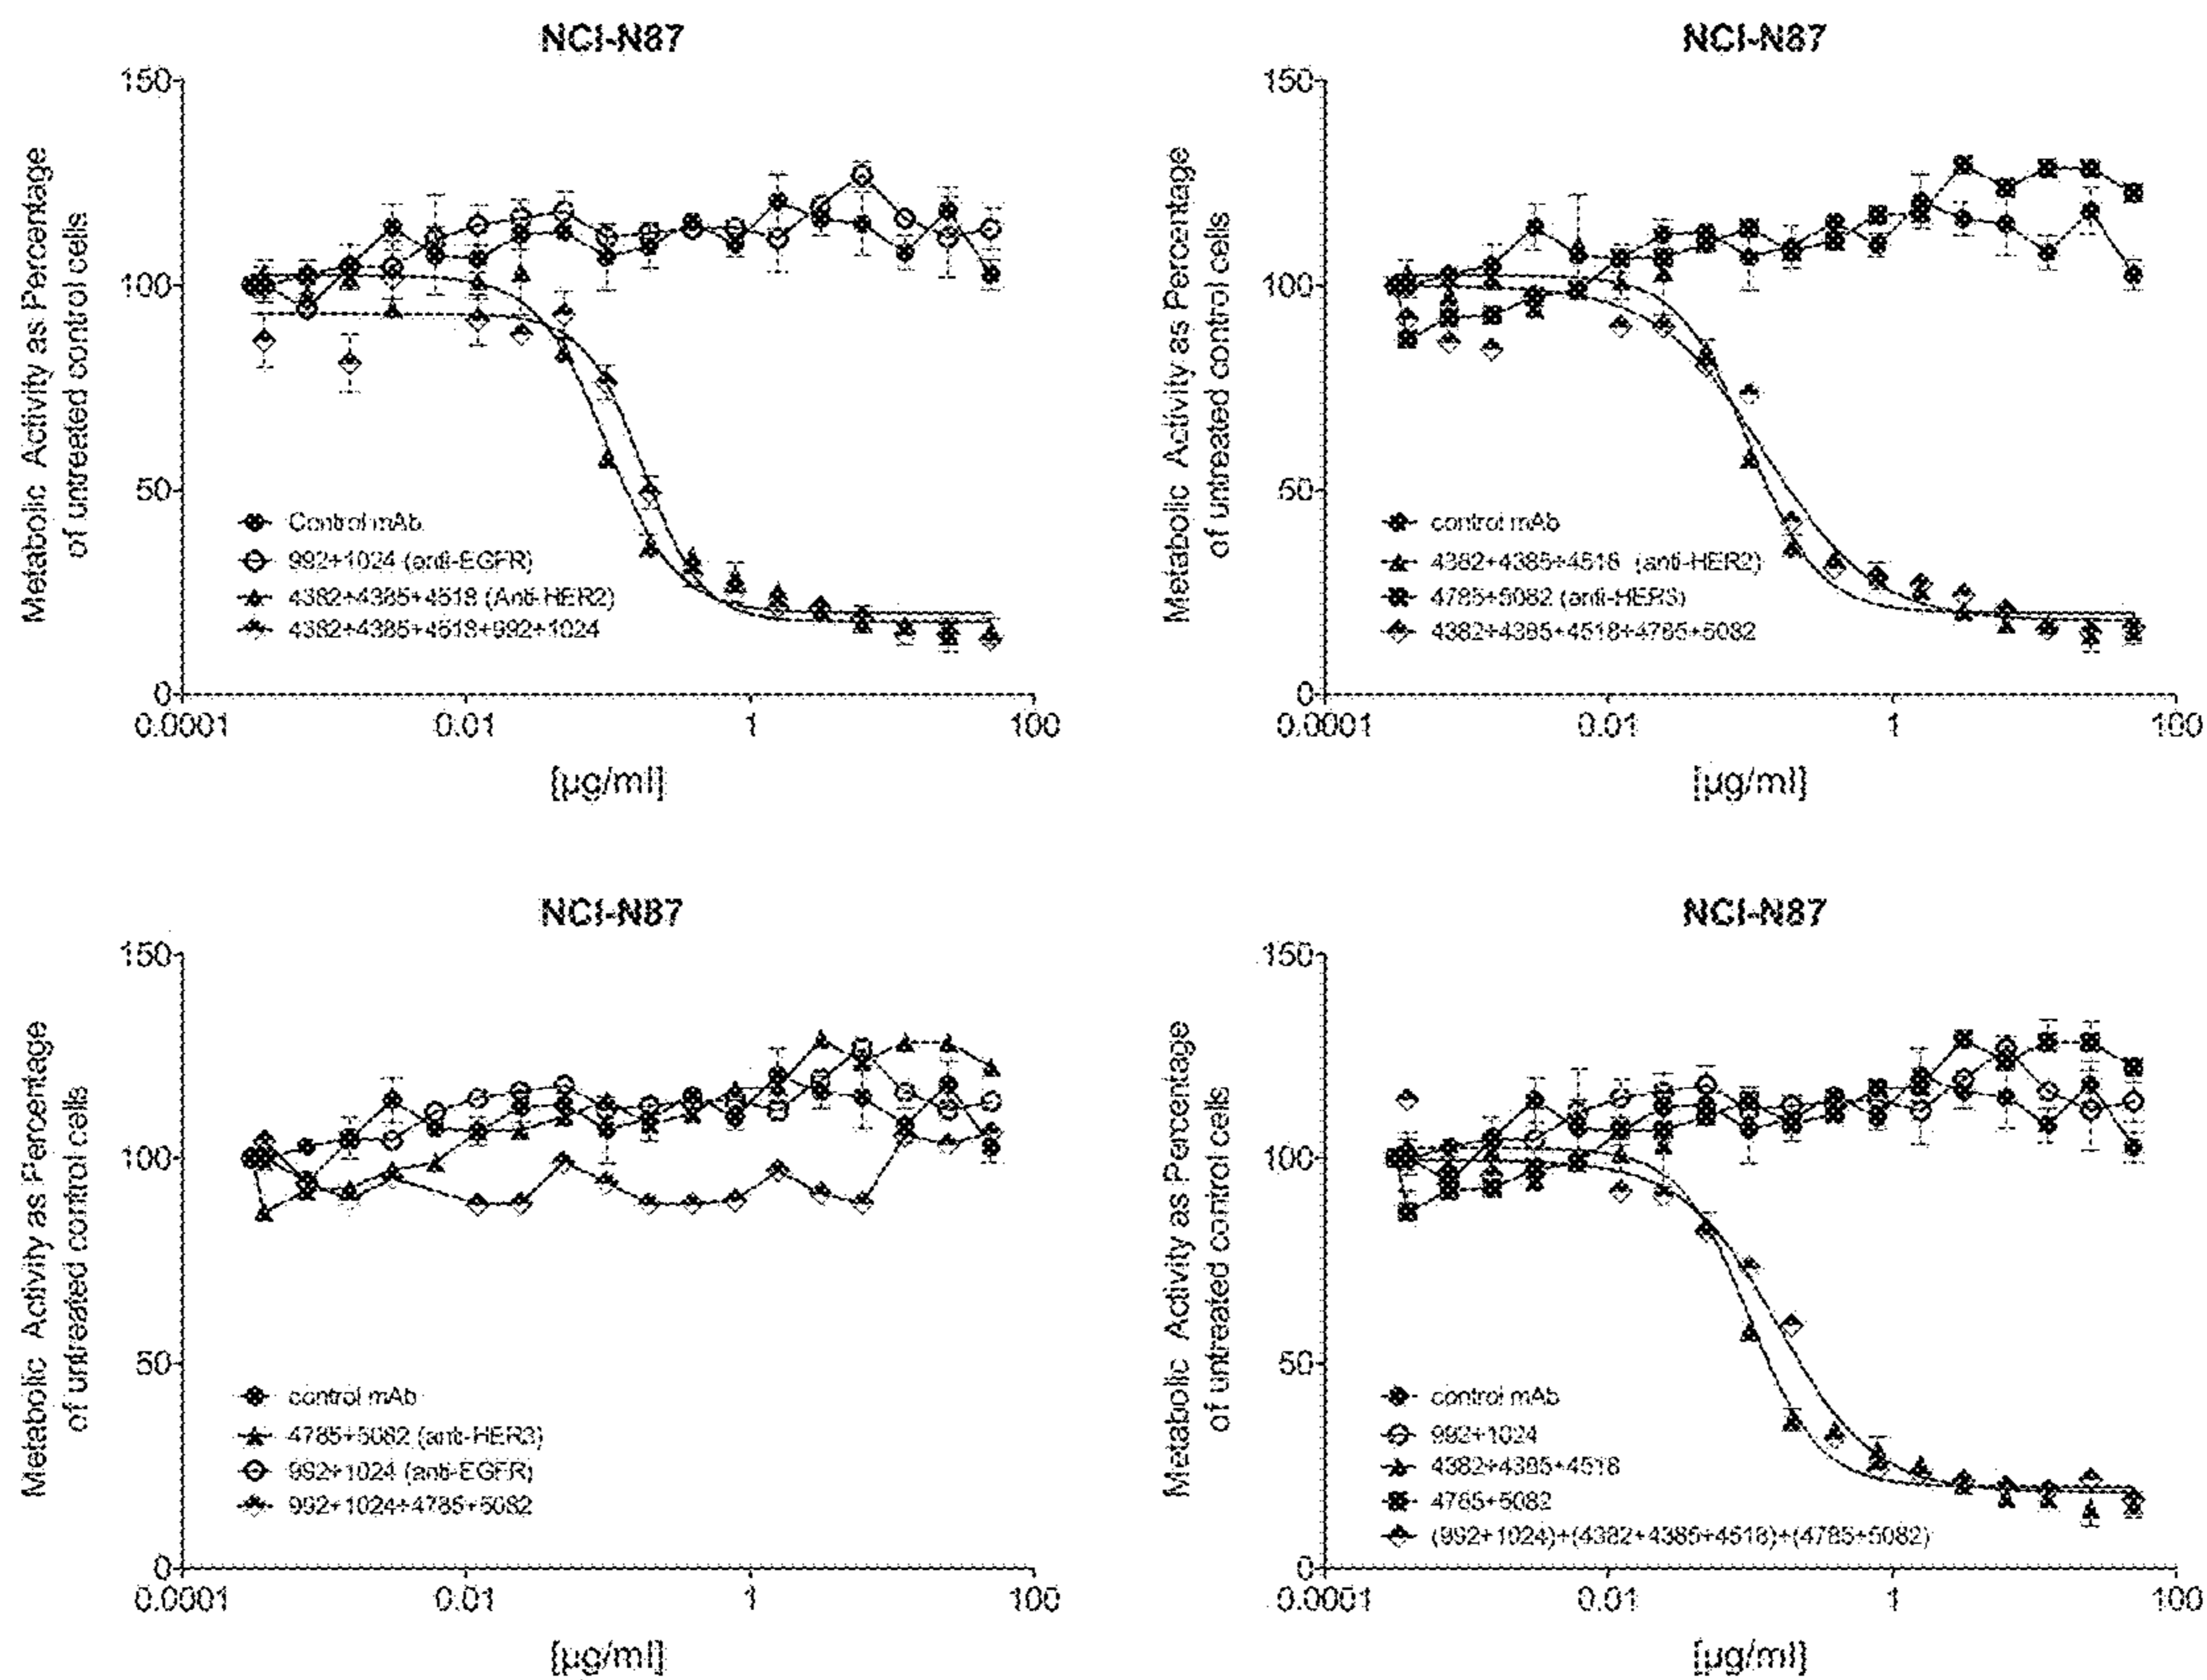 NCI-N87
150
100
50
0
0.0001 0.01 1 100
Metabolic Activity as Percentage
of untreated control cells
[µg/ml]
Control mAb
992+1024 (anti-EGFR)
4382+4385+4518 (Anti-HER2)
4382+4385+4518+992+1024
NCI-N87
150
100
50
0
0.0001 0.01 1 100
Metabolic Activity as Percentage
of untreated control cells
[µg/ml]
control mAb
4382+4385+4518 (anti-HER2)
4785+5082 (anti-HER3)
4382+4385+4518+4785+5082
NCI-N87
150
100
50
0
0.0001 0.01 1 100
Metabolic Activity as Percentage
of untreated control cells
[µg/ml]
control mAb
4785+5082 (anti-HER3)
992+1024 (anti-EGFR)
992+1024+4785+5082
NCI-N87
150
100
50
0
0.0001 0.01 1 100
Metabolic Activity as Percentage
of untreated control cells
[µg/ml]
control mAb
992+1024
4382+4385+4518
4785+5082
(992+1024)+(4382+4385+4518)+(4785+5082)